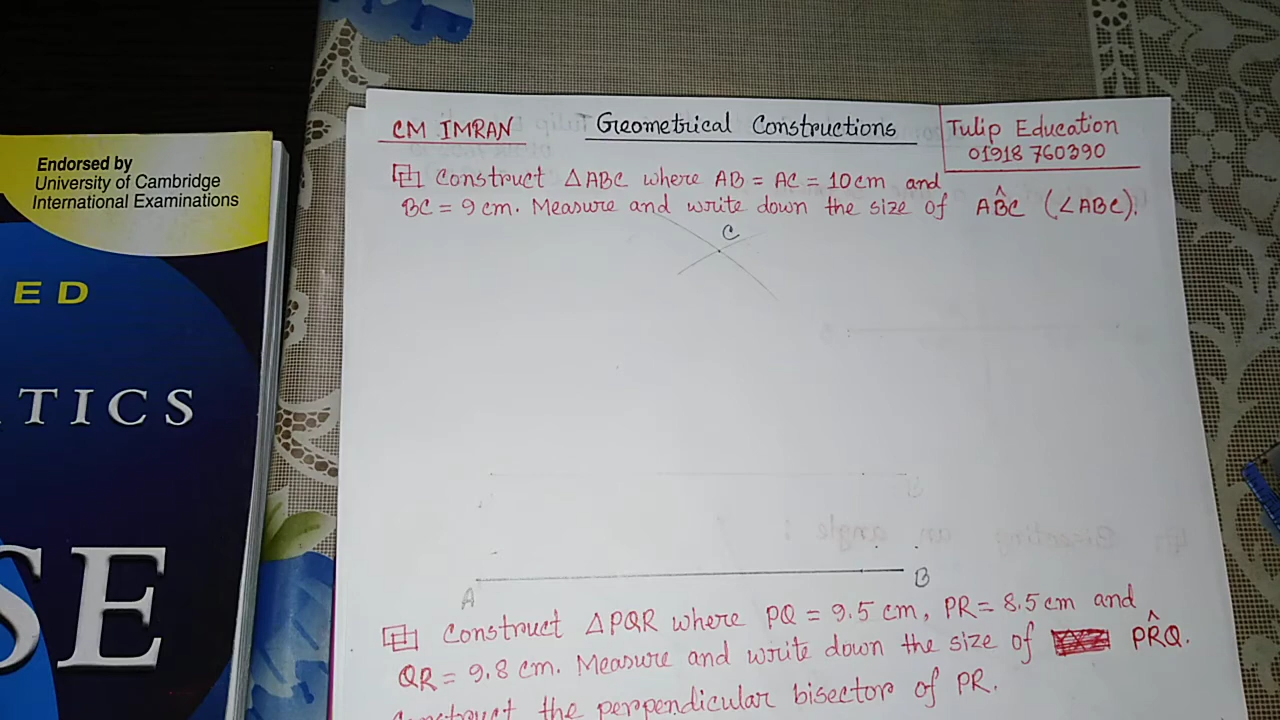 Endorsed by
University of Cambridge
International Examinations
ED
TICS
SE
CM IMRAN
Geometrical Constructions
Tulip Education
01918 760390
Construct △ABC where AB = AC = 10cm and
BC = 9 cm. Measure and write down the size of AB̂C (∠ABC).
C
A
B
Construct △PQR where PQ = 9.5 cm, PR = 8.5 cm and
QR = 9.8 cm. Measure and write down the size of PR̂Q.
Construct the perpendicular bisector of PR.